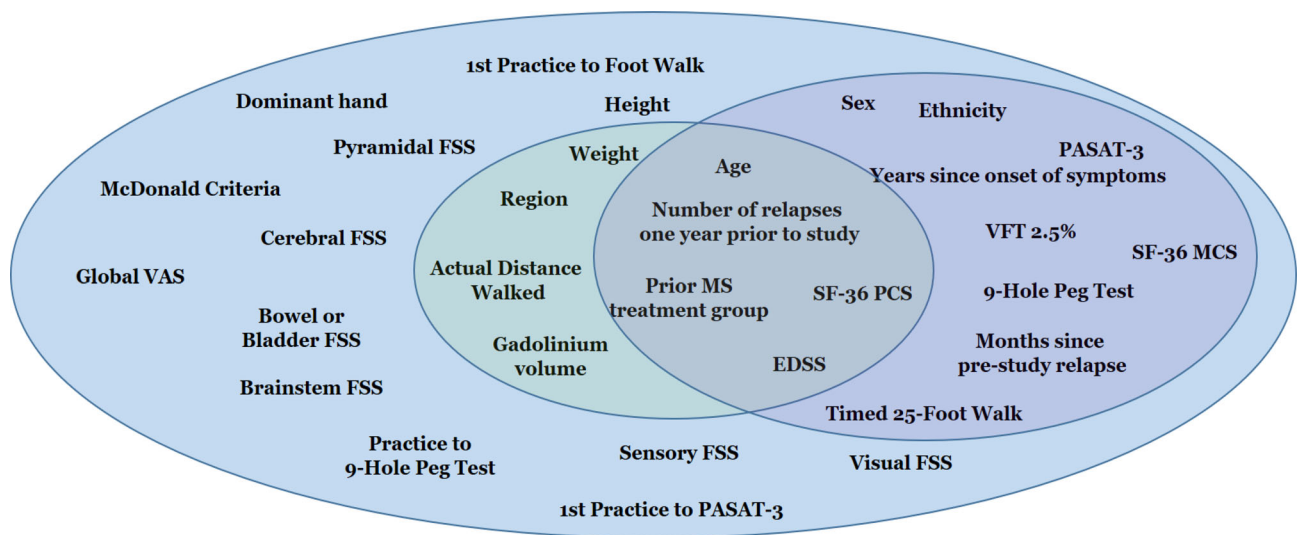 1st Practice to Foot Walk
Dominant hand
Height
Sex
Ethnicity
Pyramidal FSS
Weight
Age
PASAT-3
Years since onset of symptoms
McDonald Criteria
Region
Number of relapses
one year prior to study
Cerebral FSS
VFT 2.5%
SF-36 MCS
Global VAS
Actual Distance
Walked
Prior MS
treatment group
SF-36 PCS
9-Hole Peg Test
Bowel or
Bladder FSS
Gadolinium
volume
EDSS
Months since
pre-study relapse
Brainstem FSS
Timed 25-Foot Walk
Practice to
9-Hole Peg Test
Sensory FSS
Visual FSS
1st Practice to PASAT-3